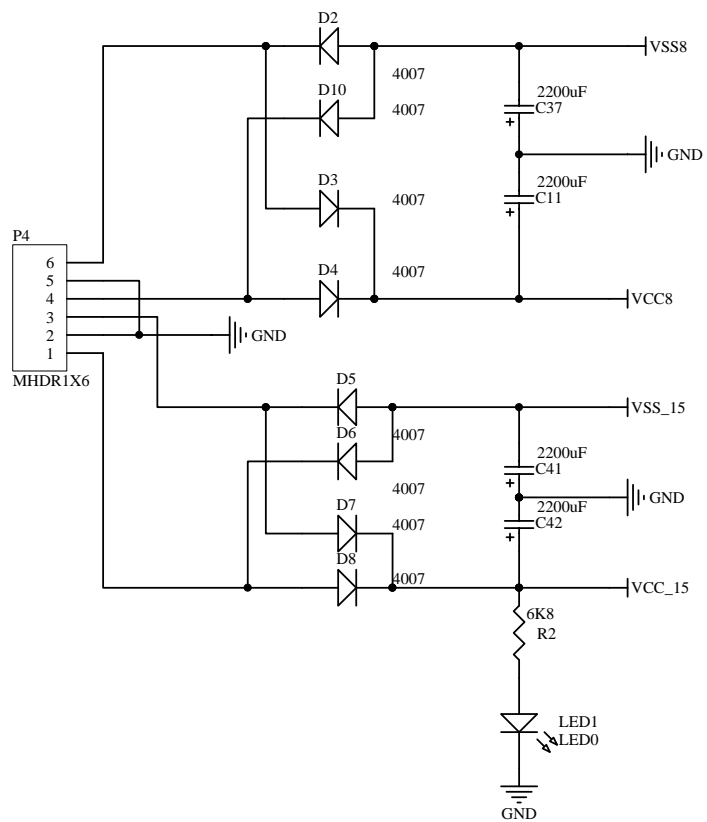 D2
VSS8
4007
D10
4007
2200uF
C37
GND
D3
4007
2200uF
C11
P4
6
5
4
3
2
1
MHDR1X6
D4
4007
VCC8
GND
D5
VSS_15
4007
D6
2200uF
C41
4007
GND
D7
4007
2200uF
C42
D8
4007
VCC_15
6K8
R2
LED1
LED0
GND